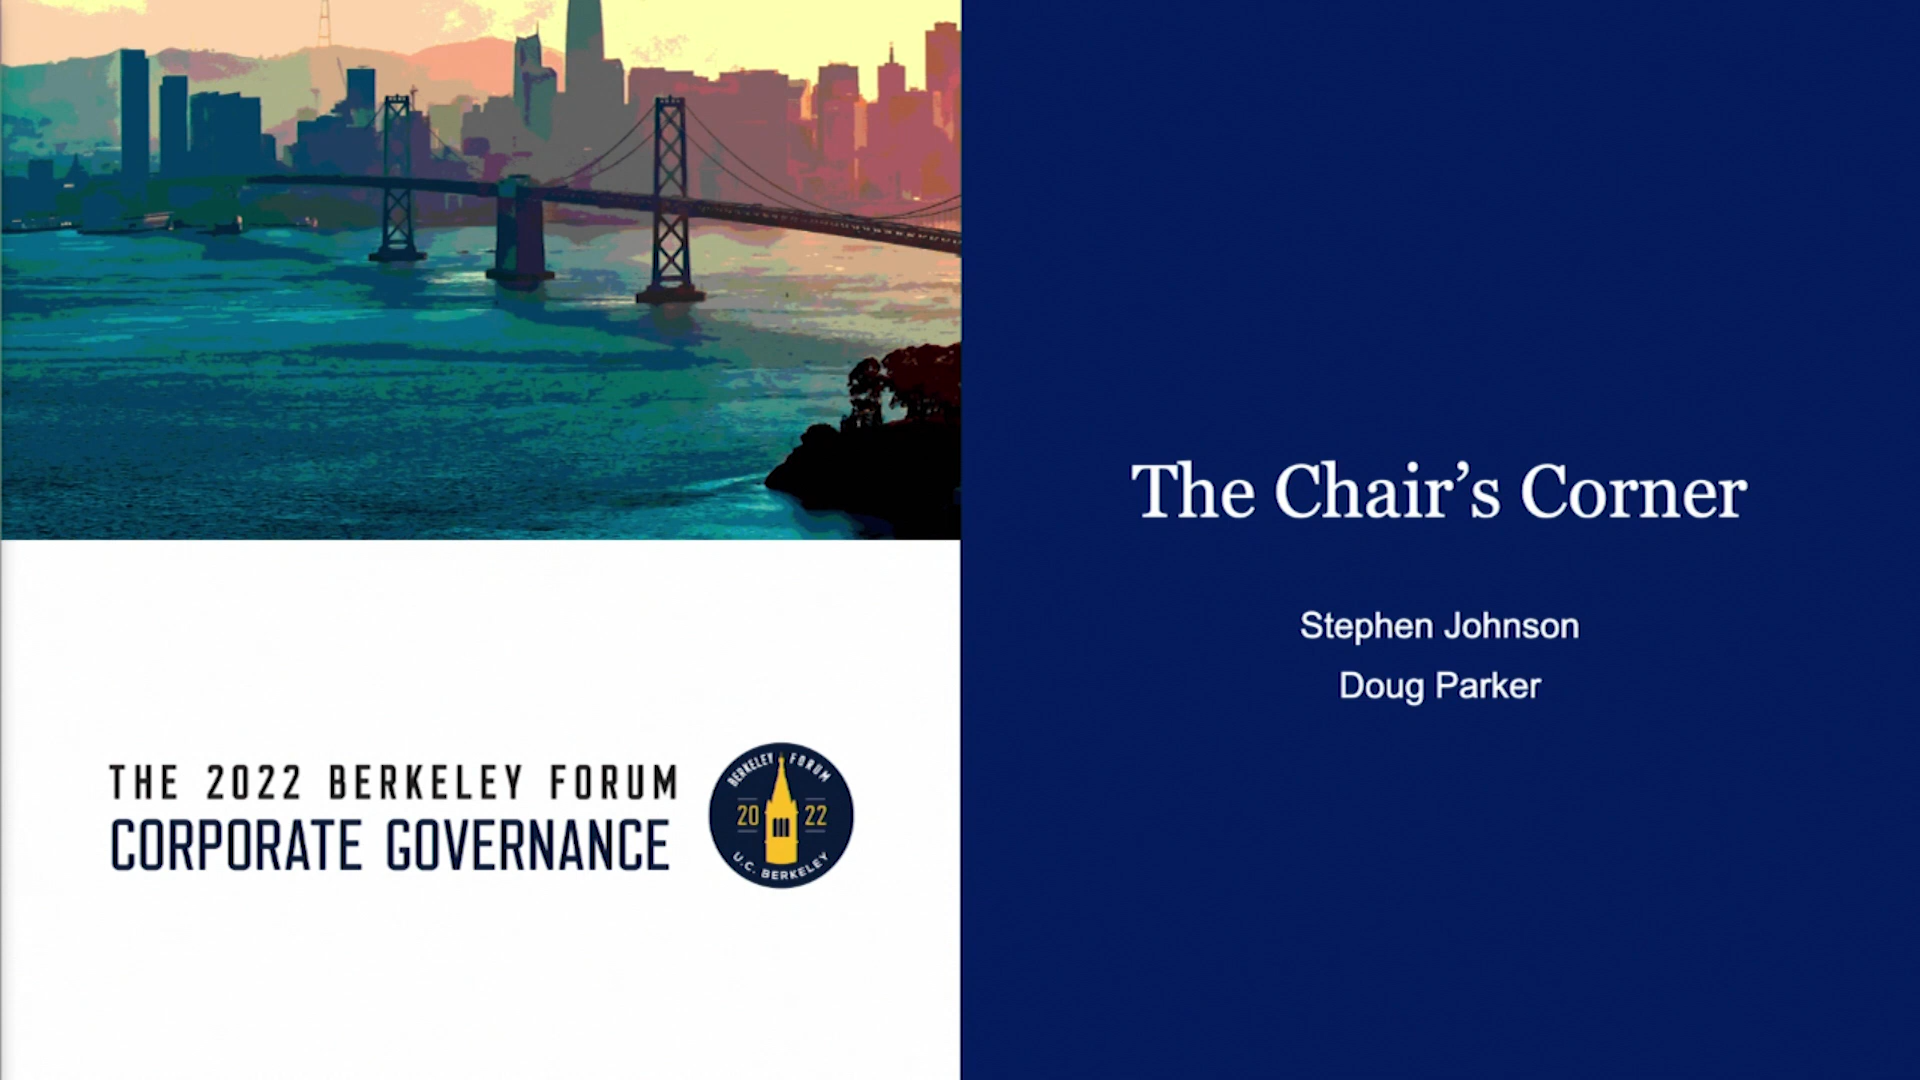 The Chair’s Corner
Stephen Johnson
Doug Parker
THE 2022 BERKELEY FORUM
CORPORATE GOVERNANCE
BERKELEY FORUM
20 22
U.C. BERKELEY